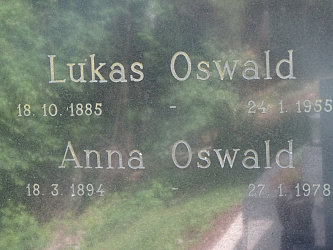 Lukas Oswald
18. 10. 1885 - 24. 1. 1955
Anna Oswald
18. 3. 1894 - 27. 1. 1978